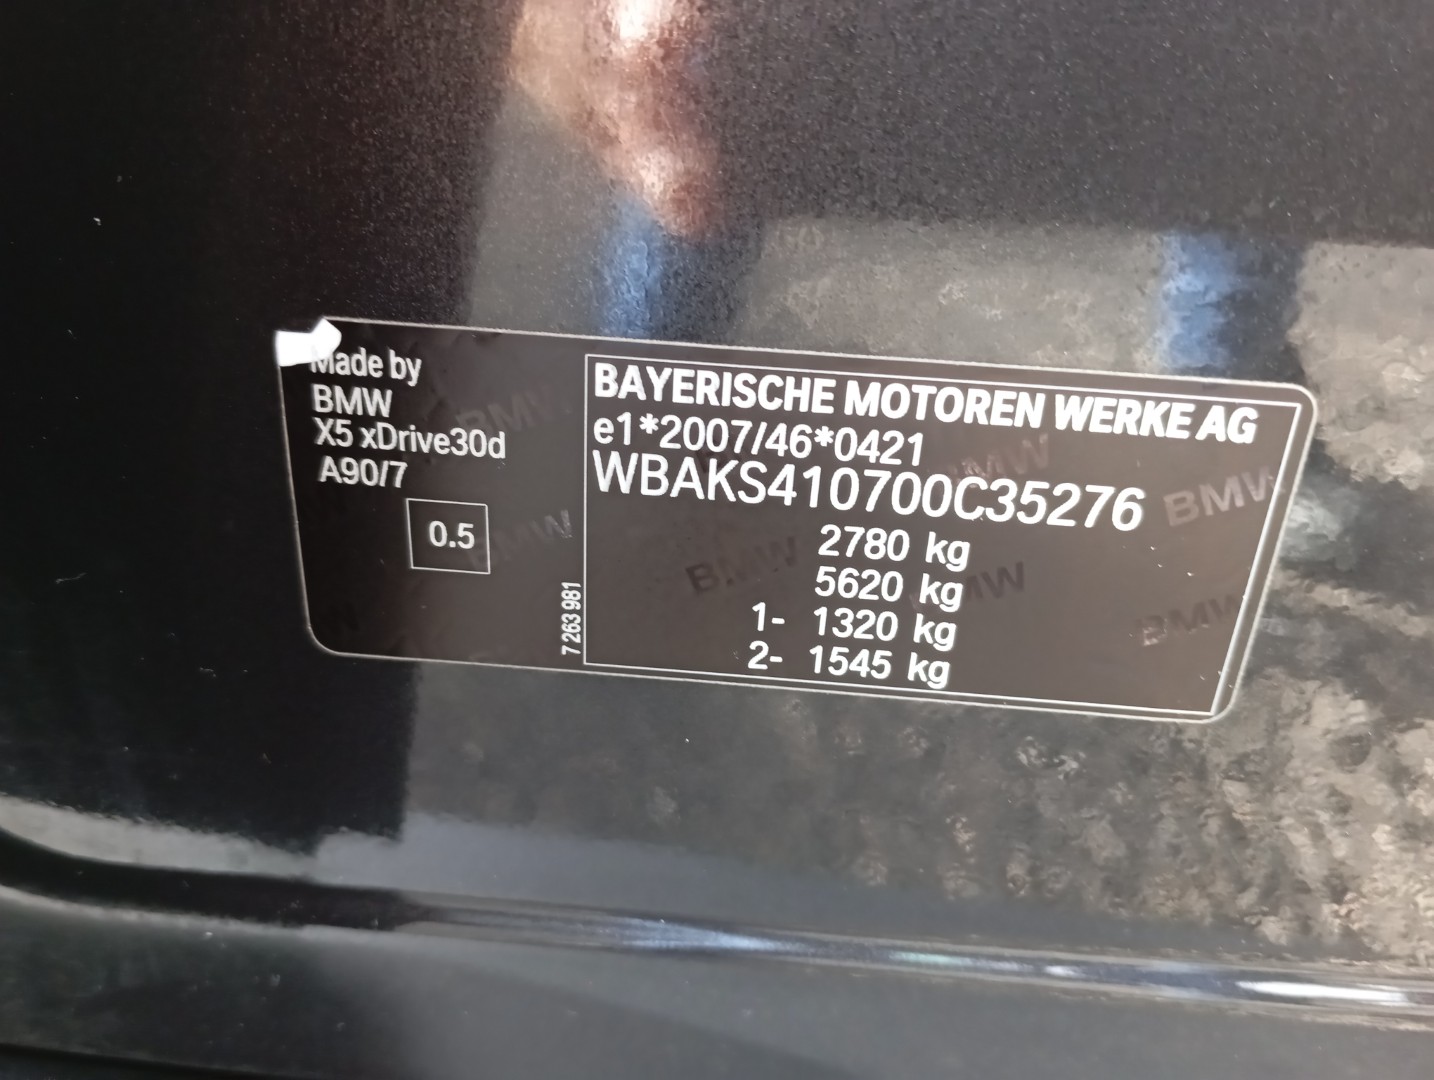 Made by
BMW
X5 xDrive30d
A90/7
0.5
7 263 981
BAYERISCHE MOTOREN WERKE AG
e1*2007/46*0421
WBAKS410700C35276
2780 kg
5620 kg
1- 1320 kg
2- 1545 kg